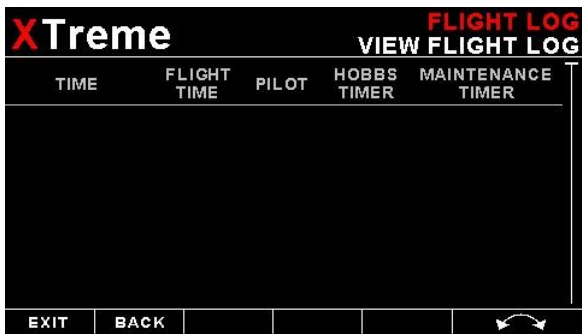 XTreme
FLIGHT LOG
VIEW FLIGHT LOG
TIME FLIGHT TIME PILOT HOBBS TIMER MAINTENANCE TIMER
EXIT BACK